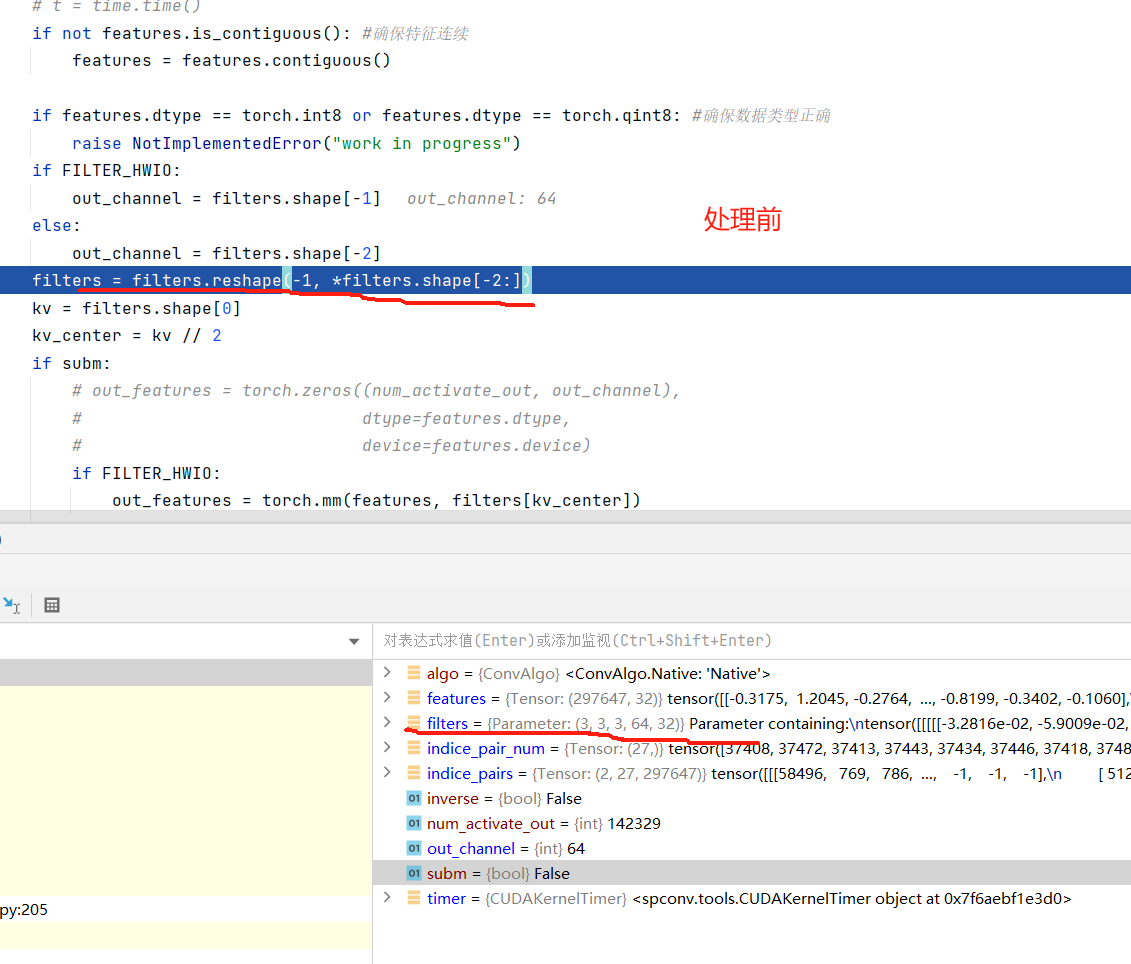 # t = time.time()
if not features.is_contiguous(): #确保特征连续
features = features.contiguous()
if features.dtype == torch.int8 or features.dtype == torch.qint8: #确保数据类型正确
raise NotImplementedError("work in progress")
if FILTER_HWIO:
out_channel = filters.shape[-1] out_channel: 64
处理前
else:
out_channel = filters.shape[-2]
filters = filters.reshape(-1, *filters.shape[-2:])
kv = filters.shape[0]
kv_center = kv // 2
if subm:
# out_features = torch.zeros((num_activate_out, out_channel),
# dtype=features.dtype,
# device=features.device)
if FILTER_HWIO:
out_features = torch.mm(features, filters[kv_center])
对表达式求值(Enter)或添加监视(Ctrl+Shift+Enter)
algo = {ConvAlgo} <ConvAlgo.Native: 'Native'>
features = {Tensor: (297647, 32)} tensor([[-0.3175, 1.2045, -0.2764, ..., -0.8199, -0.3402, -0.1060],
filters = {Parameter: (3, 3, 3, 64, 32)} Parameter containing:\ntensor([[[[[-3.2816e-02, -5.9009e-02,
indice_pair_num = {Tensor: (27,)} tensor([37408, 37472, 37413, 37443, 37434, 37446, 37418, 3748
indice_pairs = {Tensor: (2, 27, 297647)} tensor([[[58496, 769, 786, ..., -1, -1, -1],\n [ 512
01 inverse = {bool} False
01 num_activate_out = {int} 142329
01 out_channel = {int} 64
01 subm = {bool} False
timer = {CUDAKernelTimer} <spconv.tools.CUDAKernelTimer object at 0x7f6aebf1e3d0>
py:205